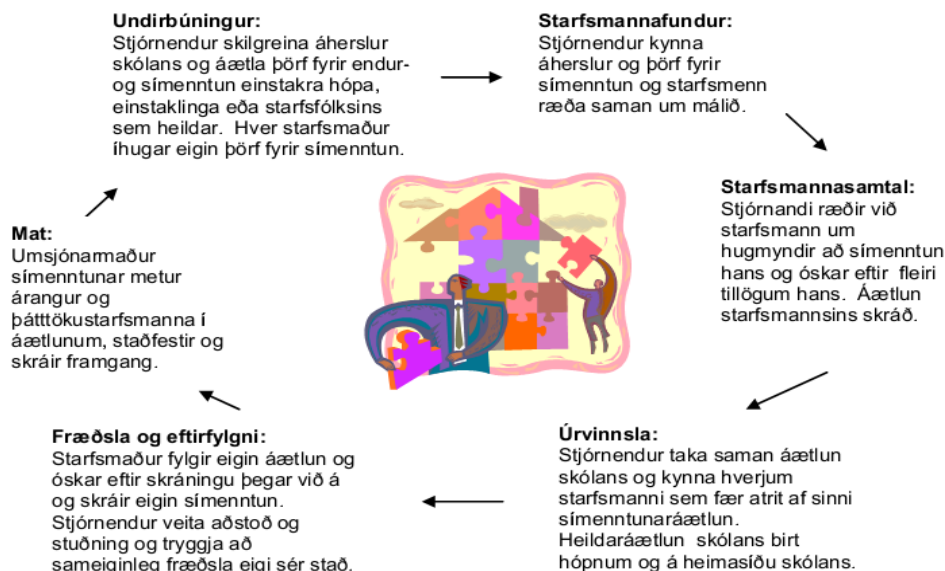 Undirbúningur:
Stjórnendur skilgreina áherslur
skólans og áætla þörf fyrir endur-
og símenntun einstakra hópa,
einstaklinga eða starfsfólksins
sem heildar. Hver starfsmaður
íhugar eigin þörf fyrir símenntun.
Starfsmannafundur:
Stjórnendur kynna
áherslur og þörf fyrir
símenntun og starfsmenn
ræða saman um málið.
Starfsmannasamtal:
Stjórnandi ræðir við
starfsmann um
hugmyndir að símenntun
hans og óskar eftir fleiri
tillögum hans. Áætlun
starfsmannsins skráð.
Úrvinnsla:
Stjórnendur taka saman áætlun
skólans og kynna hverjum
starfsmanni sem fær atrit af sinni
símenntunaráætlun.
Heildaráætlun skólans birt
hópnum og á heimasíðu skólans.
Fræðsla og eftirfylgni:
Starfsmaður fylgir eigin áætlun og
óskar eftir skráningu þegar við á
og skráir eigin símenntun.
Stjórnendur veita aðstoð og
stuðning og tryggja að
sameiginleg fræðsla eigi sér stað.
Mat:
Umsjónarmaður
símenntunar metur
árangur og
þátttökustarfsmanna í
áætlunum, staðfestir og
skráir framgang.